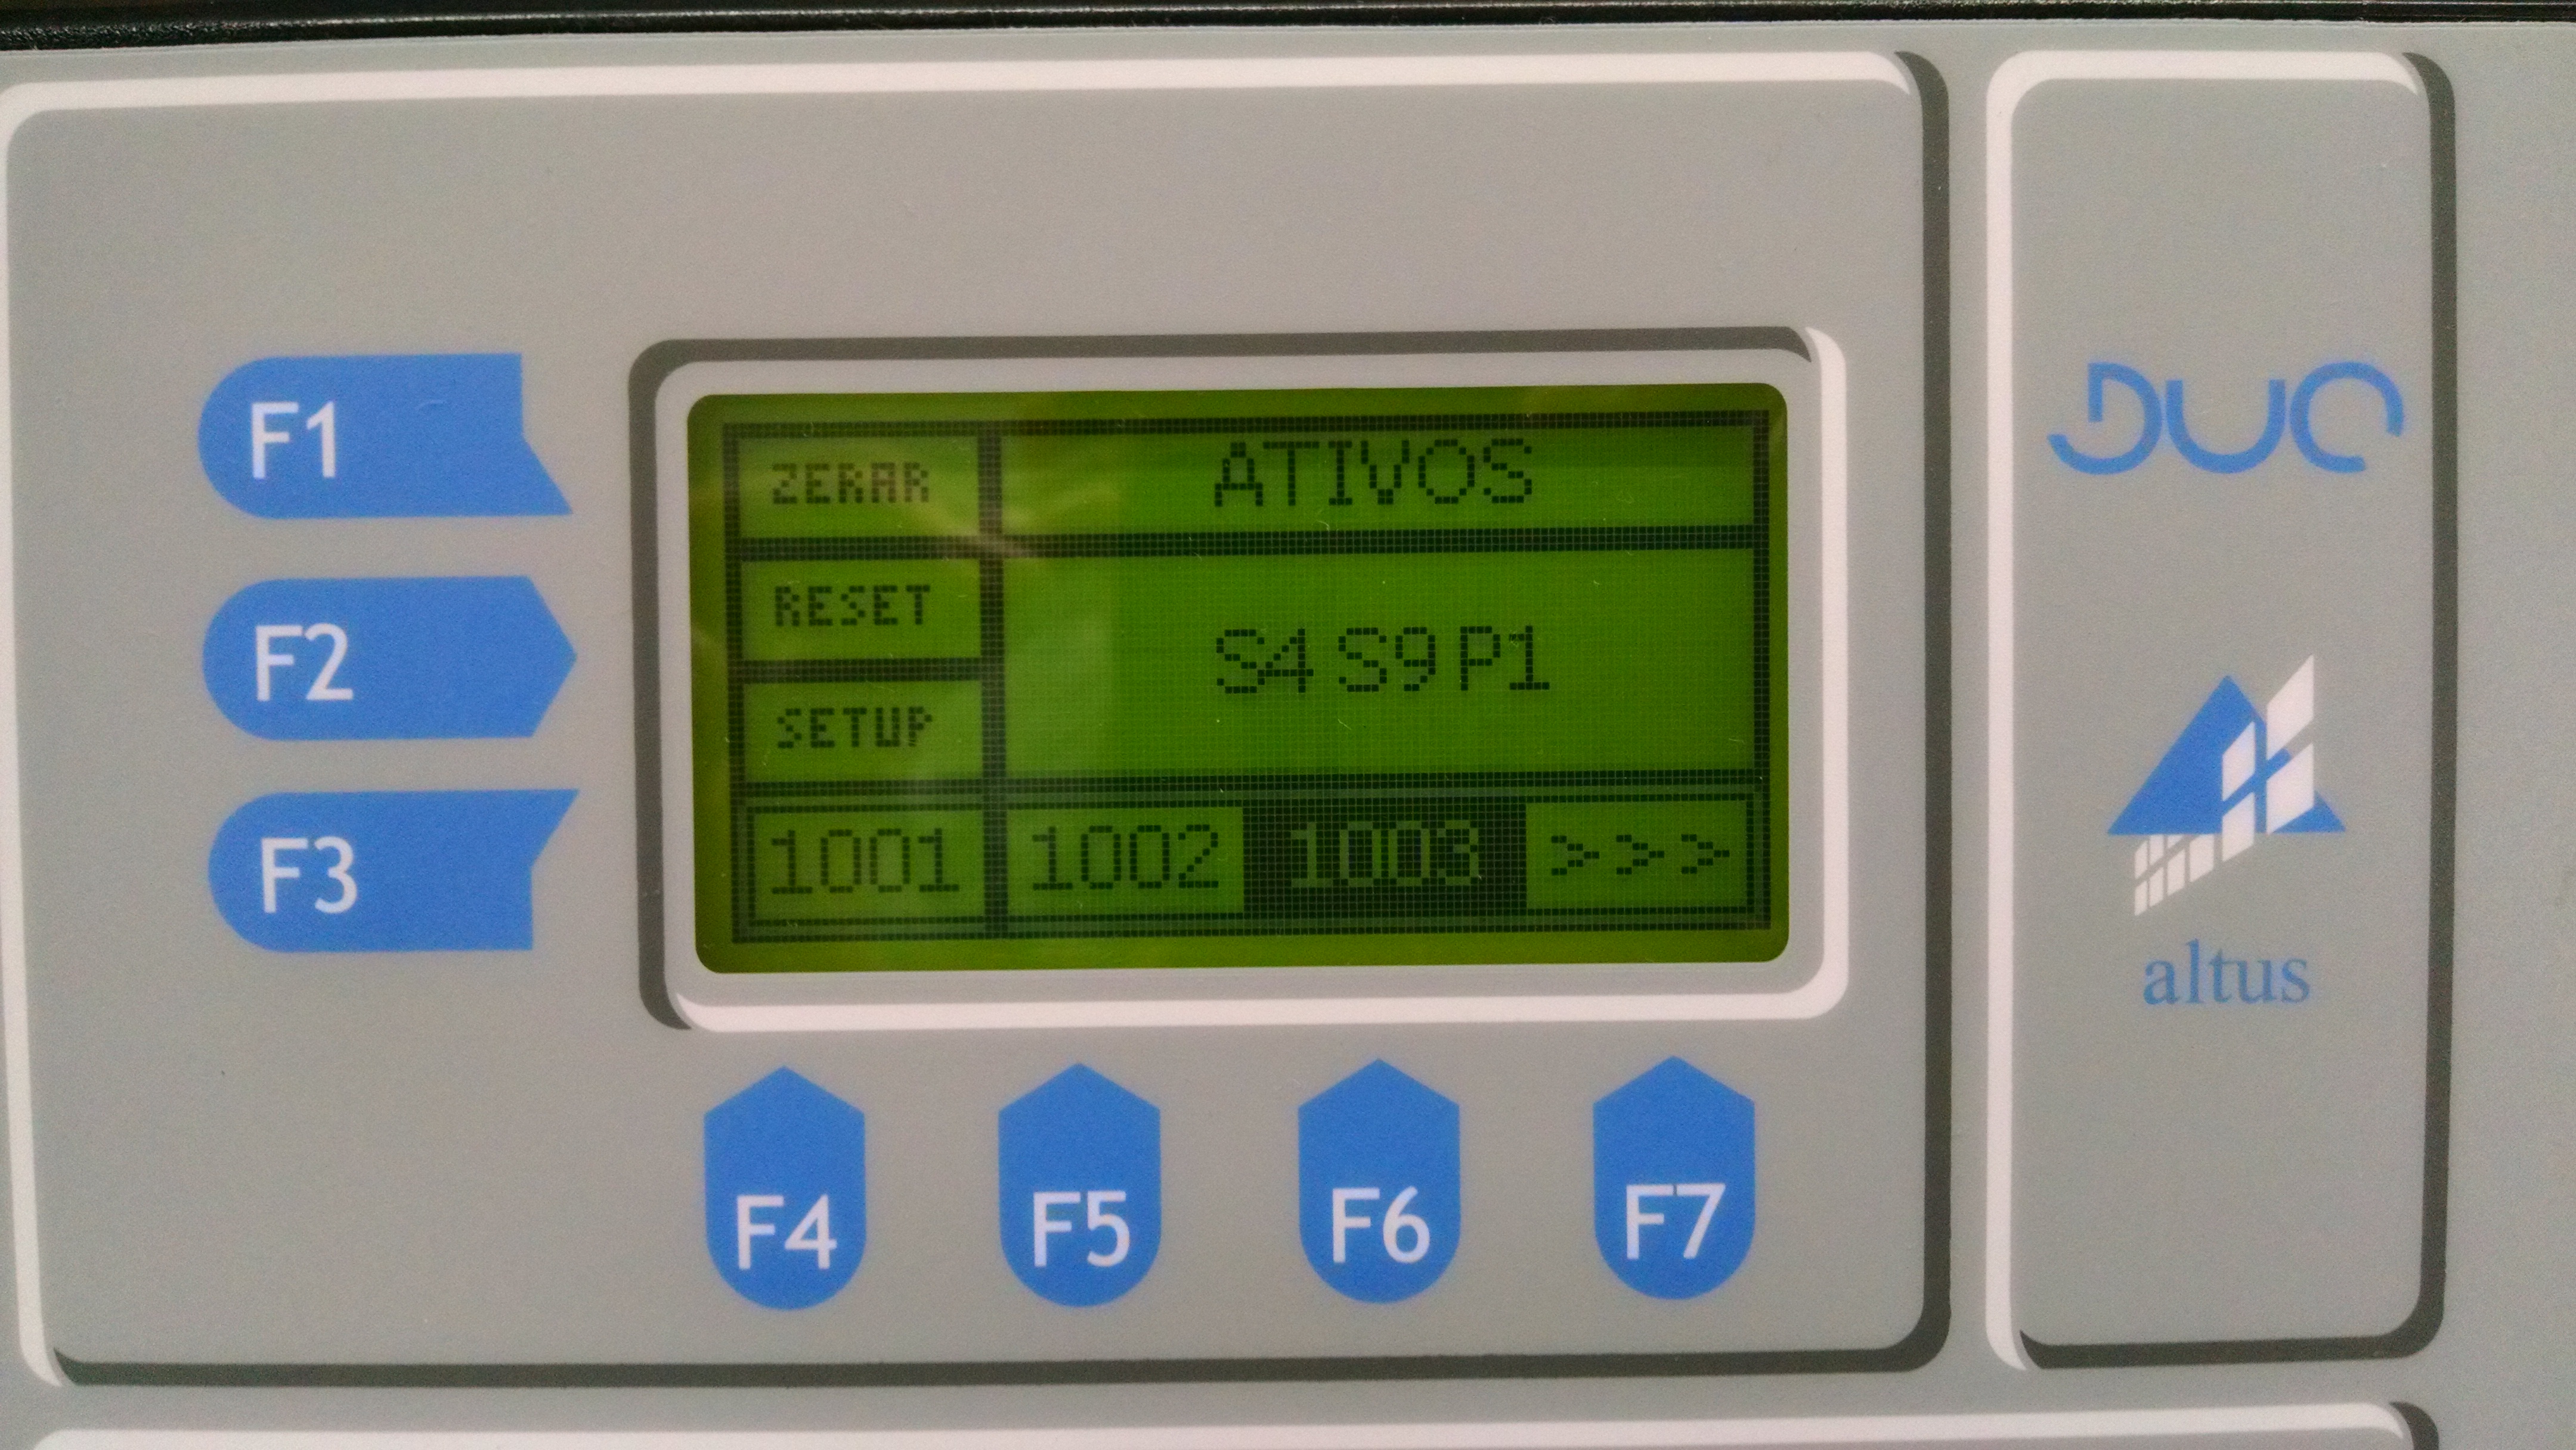 F1
ZERAR
ATIVOS
DUO
F2
RESET
S4 S9 P1
F3
SETUP
1001 1002 1003 >>>
altus
F4 F5 F6 F7